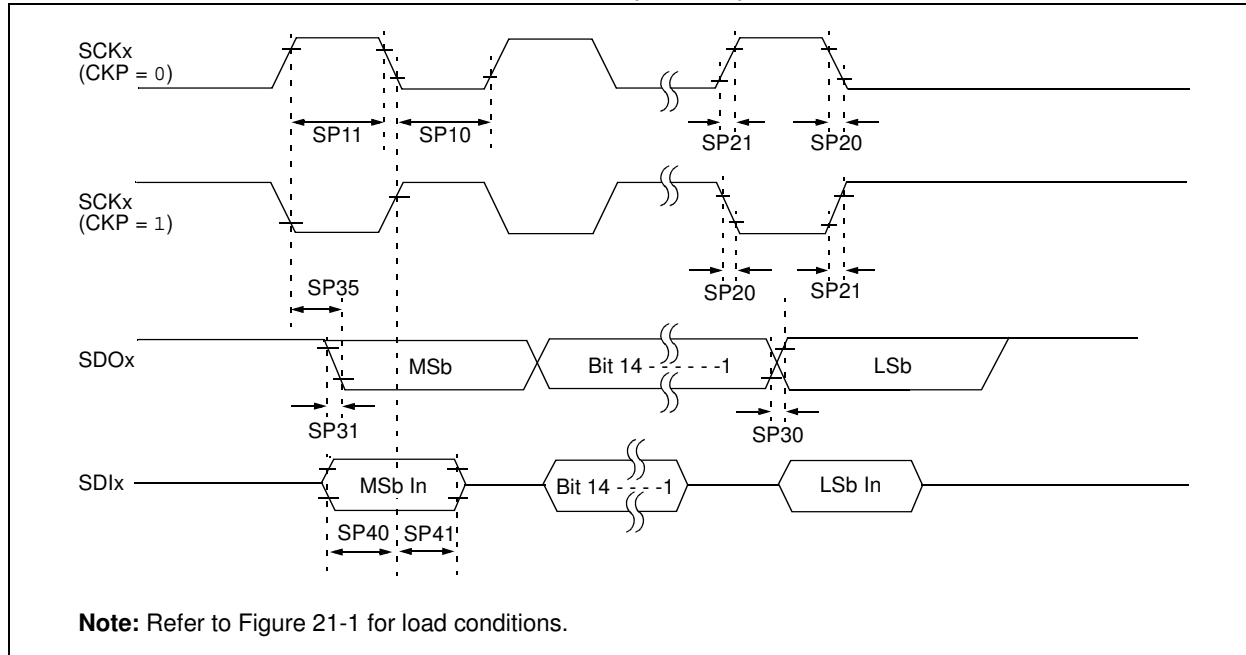 SCKx
(CKP = 0)
SP11
SP10
SP21
SP20
SCKx
(CKP = 1)
SP35
SP20
SP21
SDOx
MSb
Bit 14 - - - - - - -1
LSb
SP31
SP30
SDIx
MSb In
Bit 14 - - - -1
LSb In
SP40
SP41
Note: Refer to Figure 21-1 for load conditions.